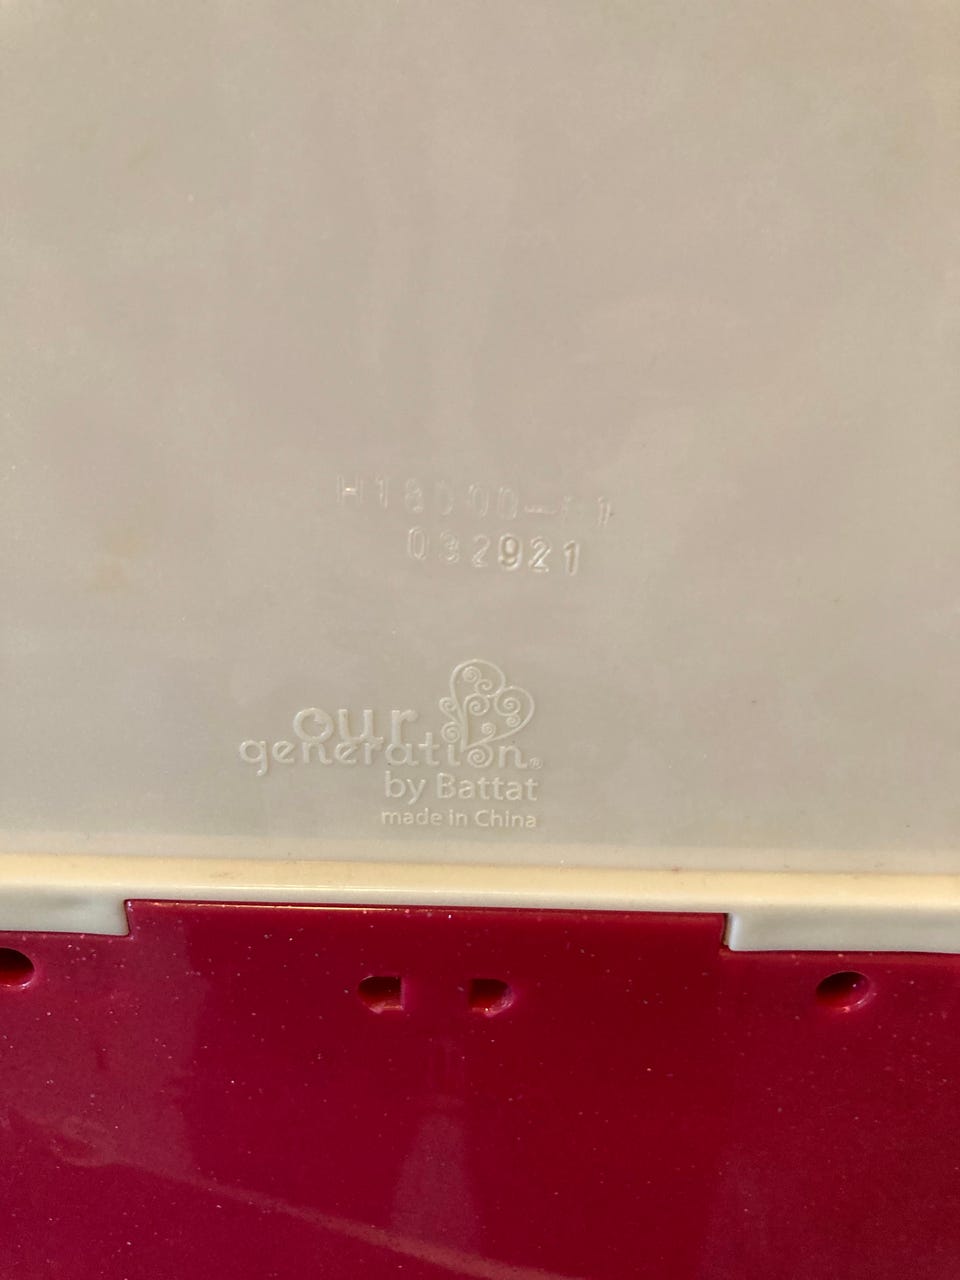 032921
our
generation®
by Battat
made in China